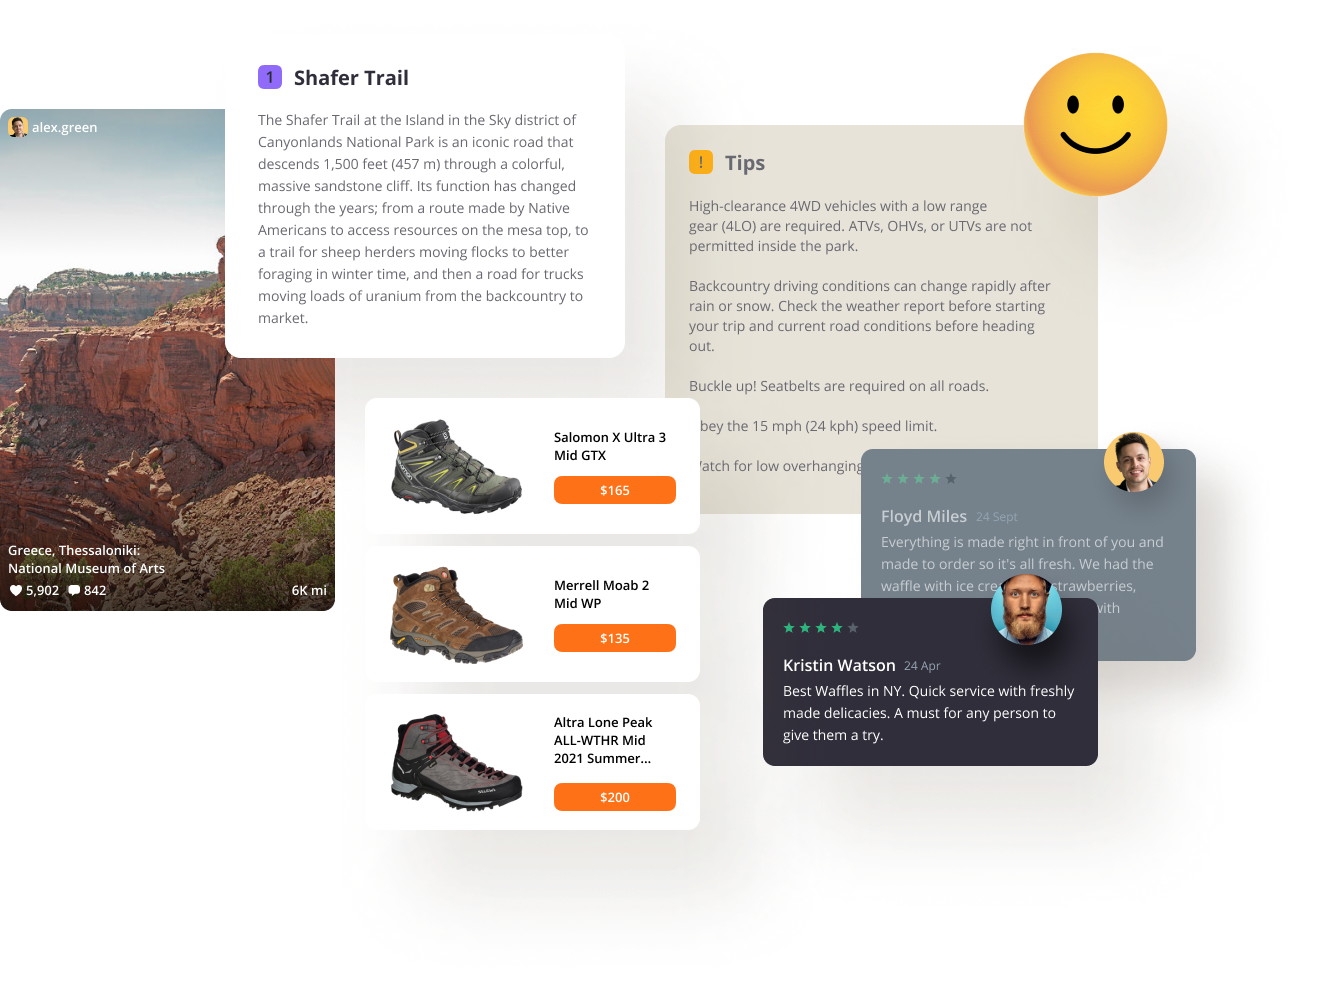 alex.green
Greece, Thessaloniki:
National Museum of Arts
5,902 842 6K mi
1 Shafer Trail
The Shafer Trail at the Island in the Sky district of
Canyonlands National Park is an iconic road that
descends 1,500 feet (457 m) through a colorful,
massive sandstone cliff. Its function has changed
through the years; from a route made by Native
Americans to access resources on the mesa top, to
a trail for sheep herders moving flocks to better
foraging in winter time, and then a road for trucks
moving loads of uranium from the backcountry to
market.
! Tips
High-clearance 4WD vehicles with a low range
gear (4LO) are required. ATVs, OHVs, or UTVs are not
permitted inside the park.
Backcountry driving conditions can change rapidly after
rain or snow. Check the weather report before starting
your trip and current road conditions before heading
out.
Buckle up! Seatbelts are required on all roads.
bey the 15 mph (24 kph) speed limit.
atch for low overhanging
Salomon X Ultra 3
Mid GTX
$165
Merrell Moab 2
Mid WP
$135
Altra Lone Peak
ALL-WTHR Mid
2021 Summer...
$200
Floyd Miles 24 Sept
Everything is made right in front of you and
made to order so it's all fresh. We had the
waffle with ice strawberries,
with
Kristin Watson 24 Apr
Best Waffles in NY. Quick service with freshly
made delicacies. A must for any person to
give them a try.